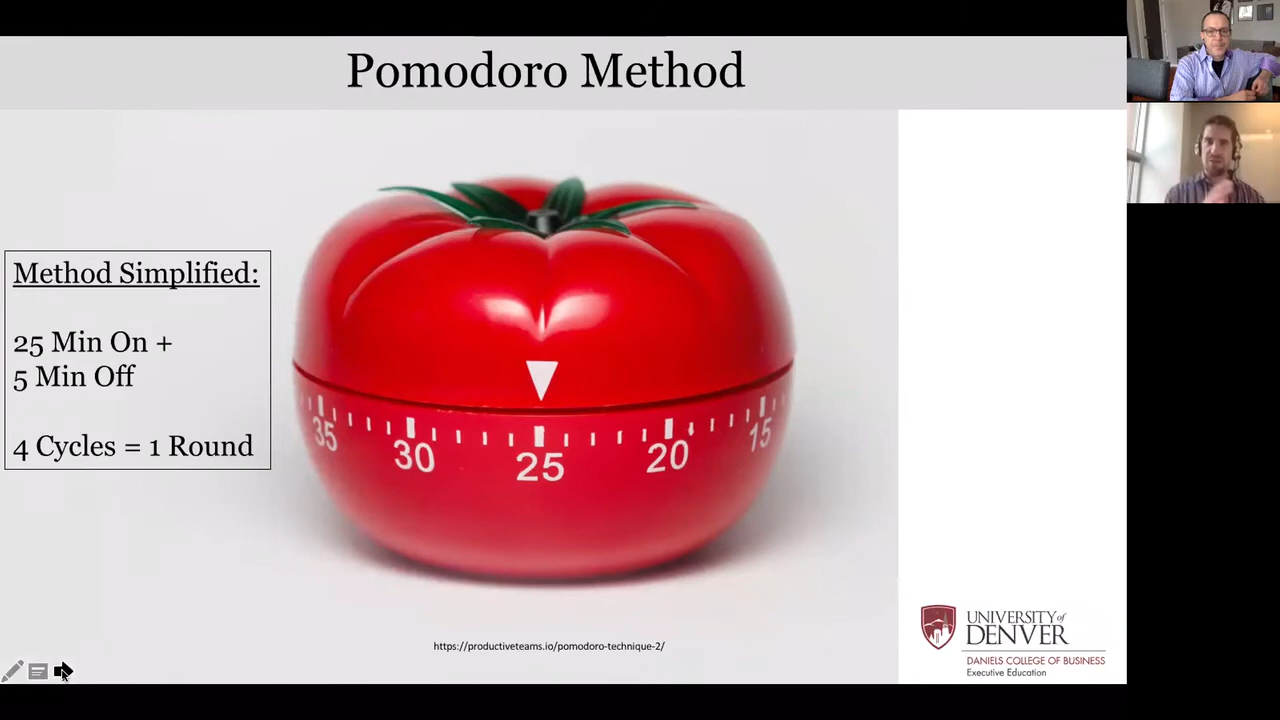 Pomodoro Method
Method Simplified:
25 Min On +
5 Min Off
4 Cycles = 1 Round
35 30 25 20 15
https://productiveteams.io/pomodoro-technique-2/
UNIVERSITY of
DENVER
DANIELS COLLEGE OF BUSINESS
Executive Education